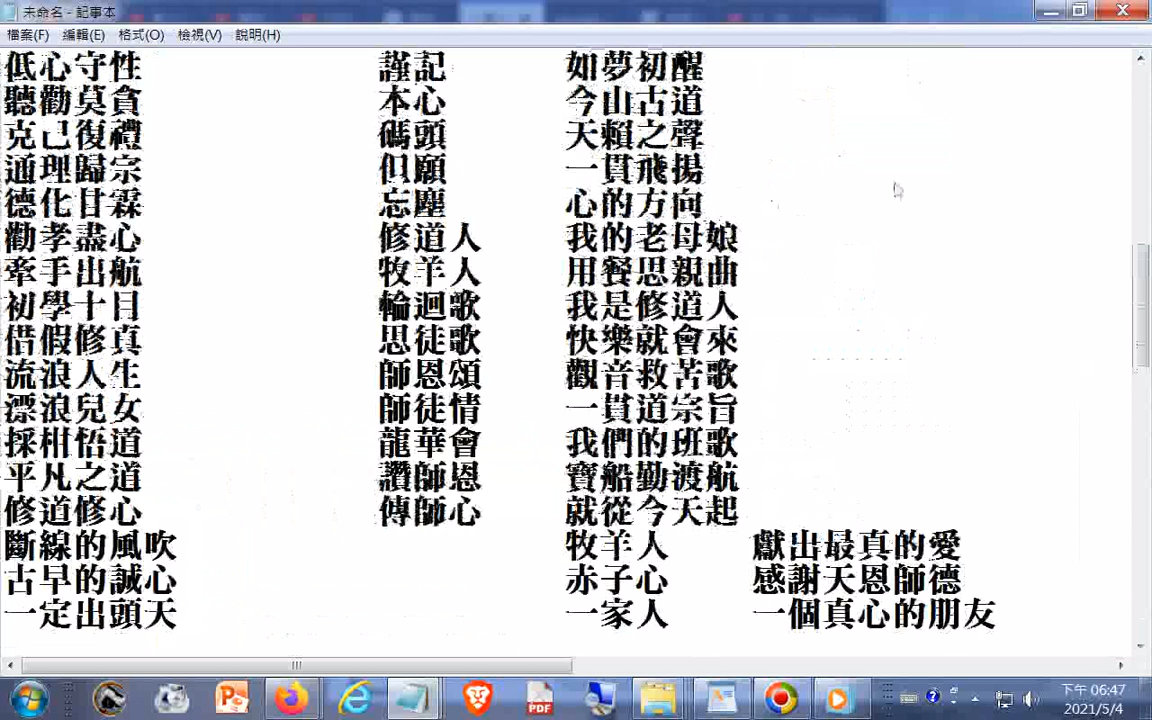 未命名 - 記事本
檔案(F) 編輯(E) 格式(O) 檢視(V) 說明(H)
低心守性 謹記 如夢初醒
聽勸莫貪 本心 今山古道
克己復禮 碼頭 天賴之聲
通理歸宗 但願 一貫飛揚
德化甘霖 忘塵 心的方向
勸孝盡心 修道人 我的老母娘
牽手出航 牧羊人 用餐思親曲
初學十目 輪迴歌 我是修道人
借假修真 思徒歌 快樂就會來
流浪人生 師恩頌 觀音救苦歌
漂浪兒女 師徒情 一貫道宗旨
採柑悟道 龍華會 我們的班歌
平凡之道 讚師恩 寶船勤渡航
修道修心 傳師心 就從今天起
斷線的風吹 牧羊人 獻出最真的愛
古早的誠心 赤子心 感謝天恩師德
一定出頭天 一家人 一個真心的朋友
下午 06:47
2021/5/4